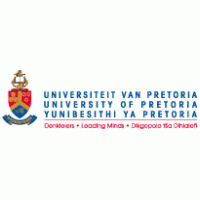 UNIVERSITEIT VAN PRETORIA
UNIVERSITY OF PRETORIA
YUNIBESITHI YA PRETORIA
Denkleiers • Leading Minds • Dikgopolo tša Dihlalefi